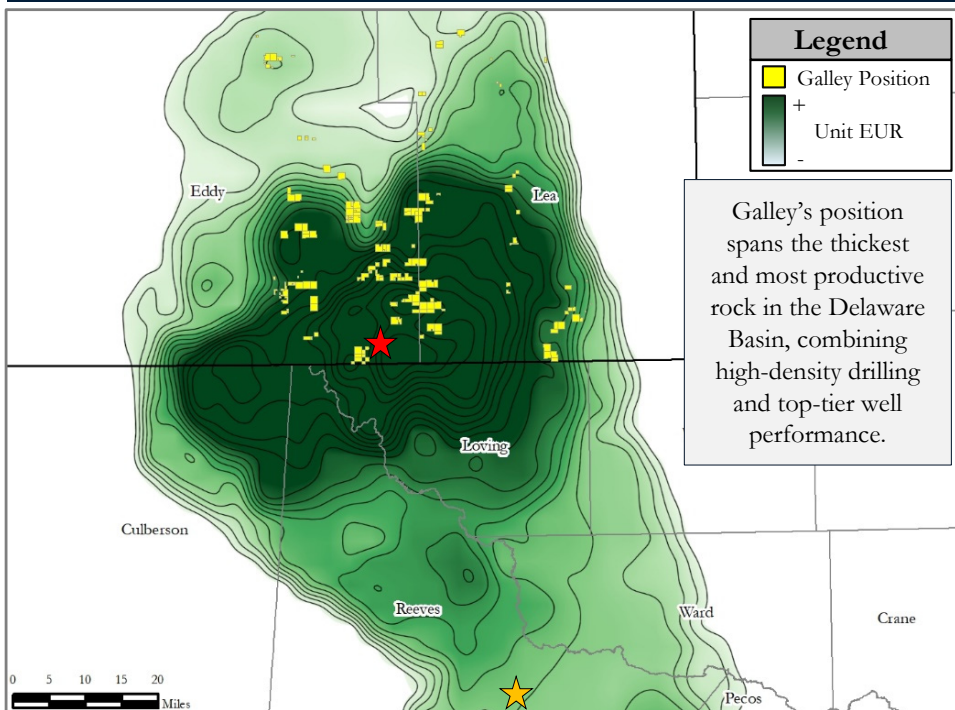 Legend
Galley Position
+
Unit EUR
-
Galley's position
spans the thickest
and most productive
rock in the Delaware
Basin, combining
high-density drilling
and top-tier well
performance.
Eddy
Lea
Loving
Culberson
Reeves
Ward
Crane
Pecos
0 5 10 15 20
Miles